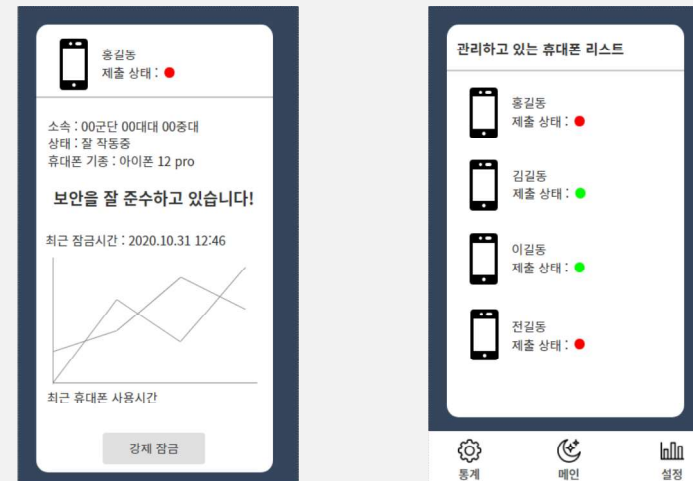 홍길동
제출 상태 :
소속 : 00군단 00대대 00중대
상태 : 잘 작동중
휴대폰 기종 : 아이폰 12 pro
보안을 잘 준수하고 있습니다!
최근 잠금시간 : 2020.10.31 12:46
최근 휴대폰 사용시간
강제 잠금
관리하고 있는 휴대폰 리스트
홍길동
제출 상태 :
김길동
제출 상태 :
이길동
제출 상태 :
전길동
제출 상태 :
통계
메인
설정